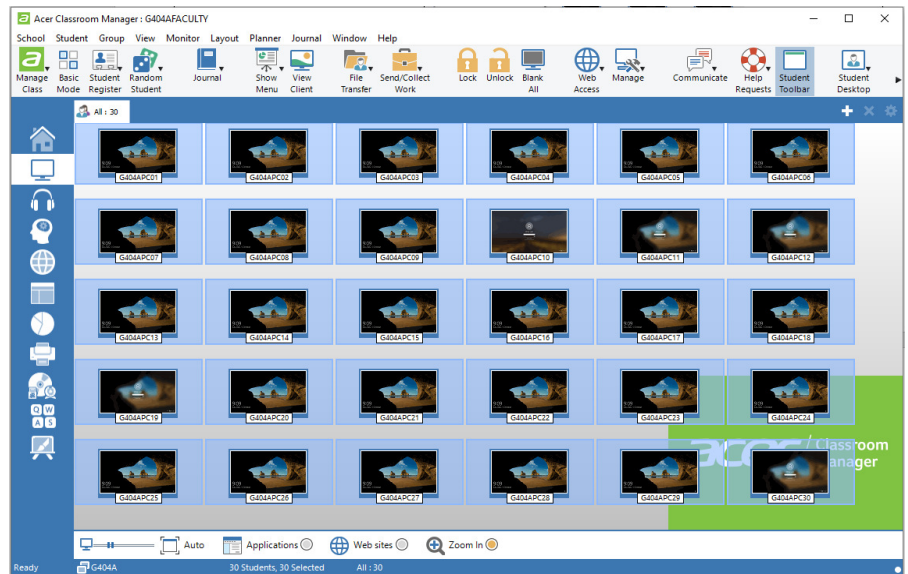 Acer Classroom Manager : G404AFACULTY
School Student Group View Monitor Layout Planner Journal Window Help
Manage Class
Basic Mode
Student Register
Random Student
Journal
Show Menu
View Client
File Transfer
Send/Collect Work
Lock
Unlock
Blank All
Web Access
Manage
Communicate
Help Requests
Student Toolbar
Student Desktop
All : 30
G404APC01 G404APC02 G404APC03 G404APC04 G404APC05 G404APC06
G404APC07 G404APC08 G404APC09 G404APC10 G404APC11 G404APC12
G404APC13 G404APC14 G404APC15 G404APC16 G404APC17 G404APC18
G404APC19 G404APC20 G404APC21 G404APC22 G404APC23 G404APC24
G404APC25 G404APC26 G404APC27 G404APC28 G404APC29 G404APC30
Q W
A S
acer Classroom
Manager
Auto Applications Web sites Zoom In
Ready G404A 30 Students, 30 Selected All : 30